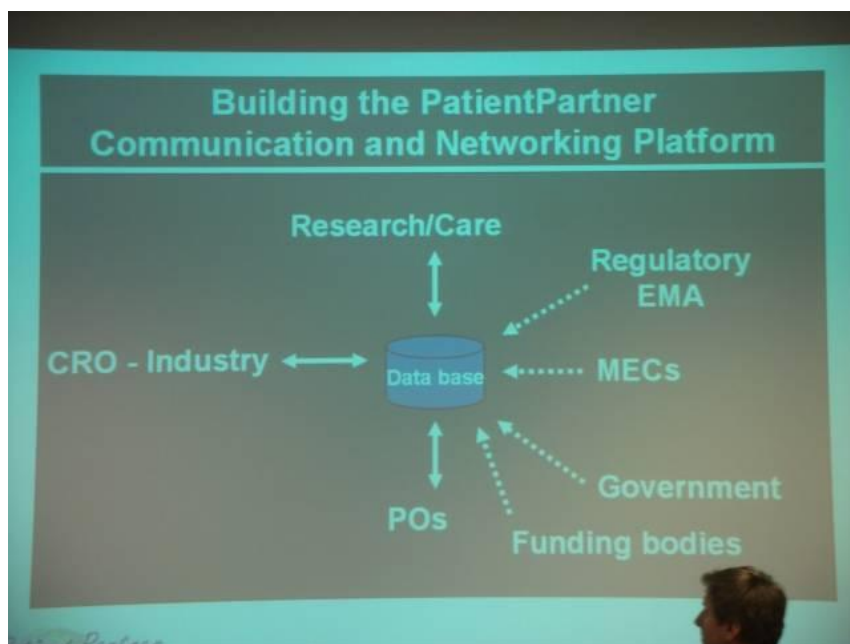 Building the PatientPartner
Communication and Networking Platform
Research/Care
Regulatory
EMA
CRO - Industry
Data base
MECs
Government
POs
Funding bodies